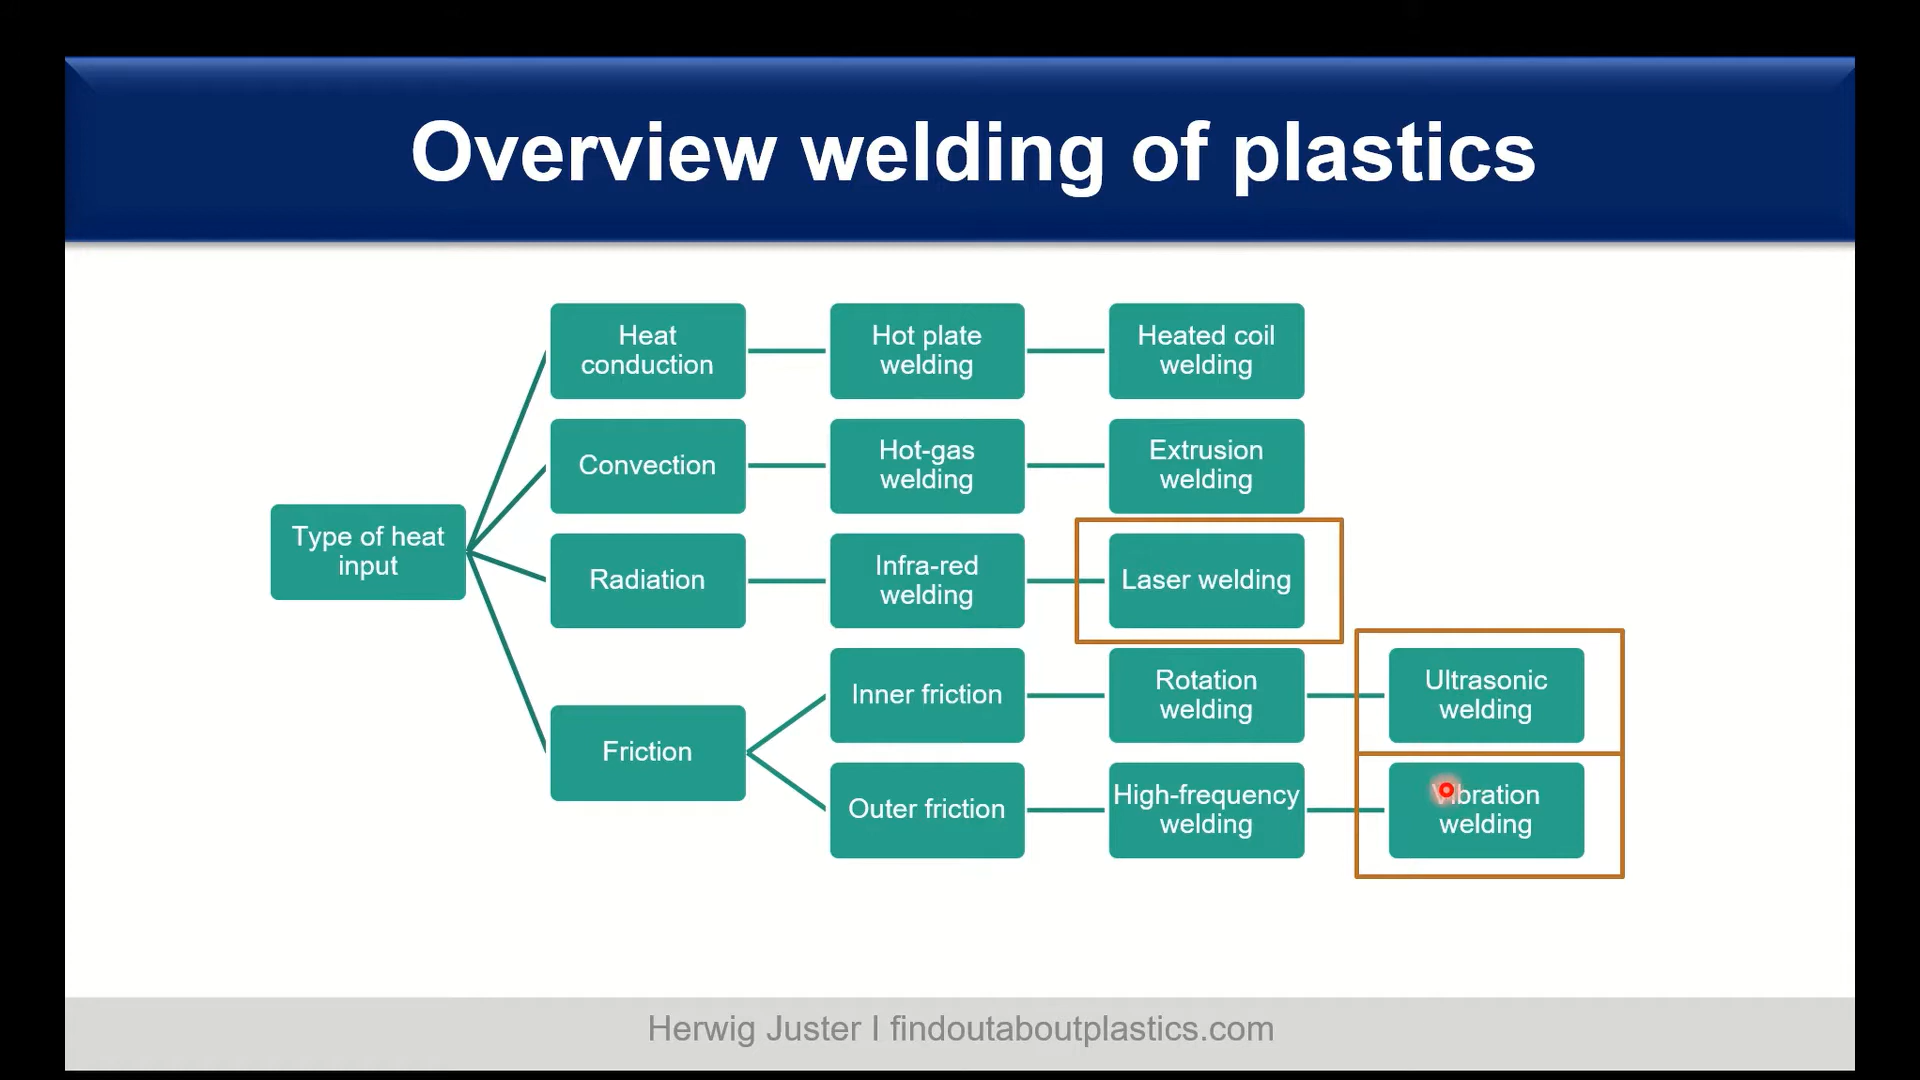 Overview welding of plastics
Heat
conduction
Hot plate
welding
Heated coil
welding
Convection
Hot-gas
welding
Extrusion
welding
Type of heat
input
Radiation
Infra-red
welding
Laser welding
Friction
Inner friction
Rotation
welding
Ultrasonic
welding
Outer friction
High-frequency
welding
Vibration
welding
Herwig Juster I findoutaboutplastics.com